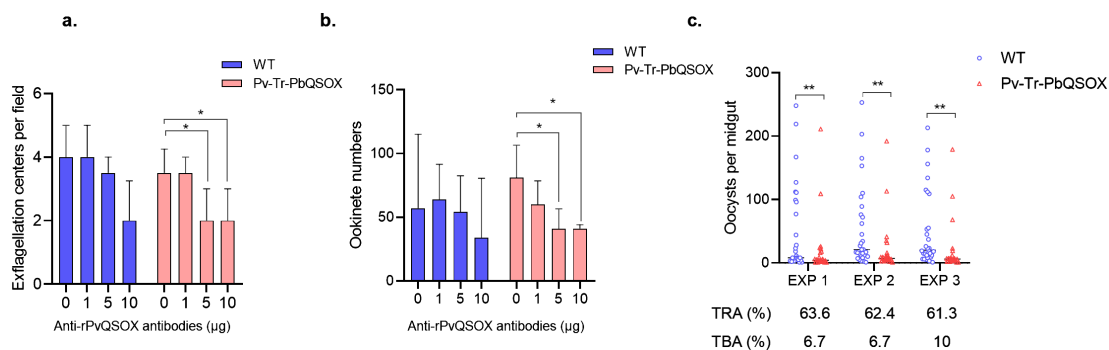 a.
WT
Pv-Tr-PbQSOX
Exflagellation centers per field
6
4
2
0
0 1 5 10 0 1 5 10
Anti-rPvQSOX antibodies (µg)
*
*
b.
WT
Pv-Tr-PbQSOX
Ookinete numbers
150
100
50
0
0 1 5 10 0 1 5 10
Anti-rPvQSOX antibodies (µg)
*
*
c.
WT
Pv-Tr-PbQSOX
Oocysts per midgut
300
200
100
0
** ** **
EXP 1 EXP 2 EXP 3
TRA (%) 63.6 62.4 61.3
TBA (%) 6.7 6.7 10